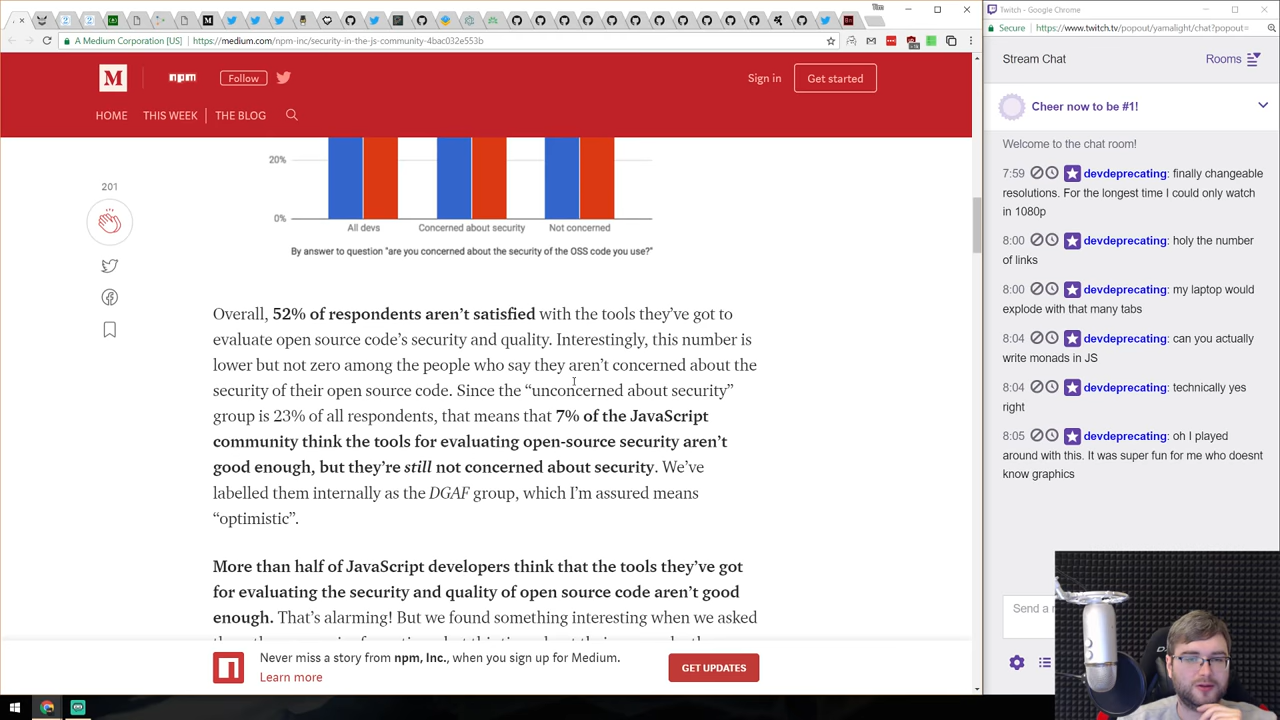 A Medium Corporation [US]
https://medium.com/npm-inc/security-in-the-js-community-4bac032e553b
M
npm
Follow
Sign in
Get started
HOME
THIS WEEK
THE BLOG
20%
0%
All devs
Concerned about security
Not concerned
By answer to question "are you concerned about the security of the OSS code you use?"
201
Overall, 52% of respondents aren't satisfied with the tools they've got to
evaluate open source code's security and quality. Interestingly, this number is
lower but not zero among the people who say they aren't concerned about the
security of their open source code. Since the “unconcerned about security”
group is 23% of all respondents, that means that 7% of the JavaScript
community think the tools for evaluating open-source security aren't
good enough, but they're still not concerned about security. We've
labelled them internally as the DGAF group, which I'm assured means
“optimistic”.
More than half of JavaScript developers think that the tools they've got
for evaluating the security and quality of open source code aren't good
enough. That's alarming! But we found something interesting when we asked
Never miss a story from npm, Inc., when you sign up for Medium.
Learn more
GET UPDATES
Twitch - Google Chrome
Secure
https://www.twitch.tv/popout/yamalight/chat?popout=
Stream Chat
Rooms
Cheer now to be #1!
Welcome to the chat room!
7:59 devdeprecating: finally changeable
resolutions. For the longest time I could only watch
in 1080p
8:00 devdeprecating: holy the number
of links
8:00 devdeprecating: my laptop would
explode with that many tabs
8:04 devdeprecating: can you actually
write monads in JS
8:04 devdeprecating: technically yes
right
8:05 devdeprecating: oh I played
around with this. It was super fun for me who doesnt
know graphics
Send a